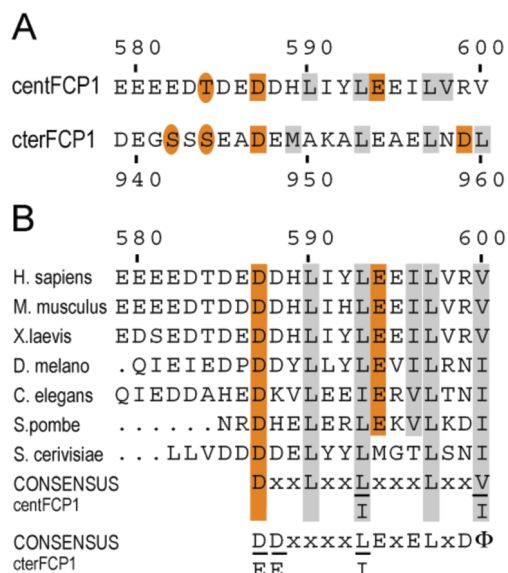 A
580 590 600
centFCP1 EEEEDTDEDDHLIYLEEILVRV
cterFCP1 DEGSSSEADEMAKALEAELNDL
940 950 960
B
580 590 600
H. sapiens EEEEDTDEDDHLIYLEEILVRV
M. musculus EEEEDTDDDDHLIHLEEILVRV
X.laevis EDSEDTDEDDHLIYLEEILVRV
D. melano .QIEIEDPDDYLLYLEVILRNI
C. elegans QIEDDAHEDKVLEEIERVLTNI
S.pombe ......NRDHELERLEKVLKDI
S. cerivisiae ...LLVDDDDELYYLMGTLSNI
CONSENSUS DxxLxxLxxxLxxV
centFCP1 I I
CONSENSUS DDxxxxLExELxDΦ
cterFCP1 EE I